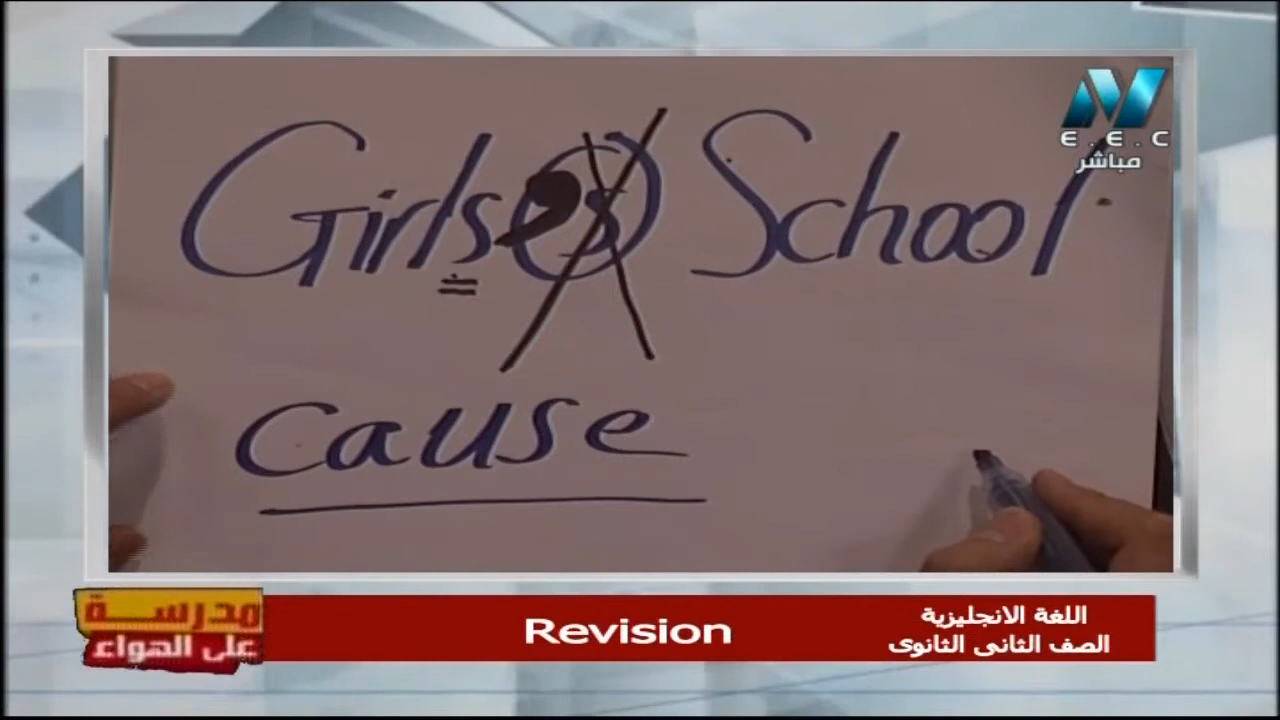 E.E.C
مباشر
Girls's School
cause
مدرسة
على الهواء
Revision
اللغة الانجليزية
الصف الثانى الثانوى